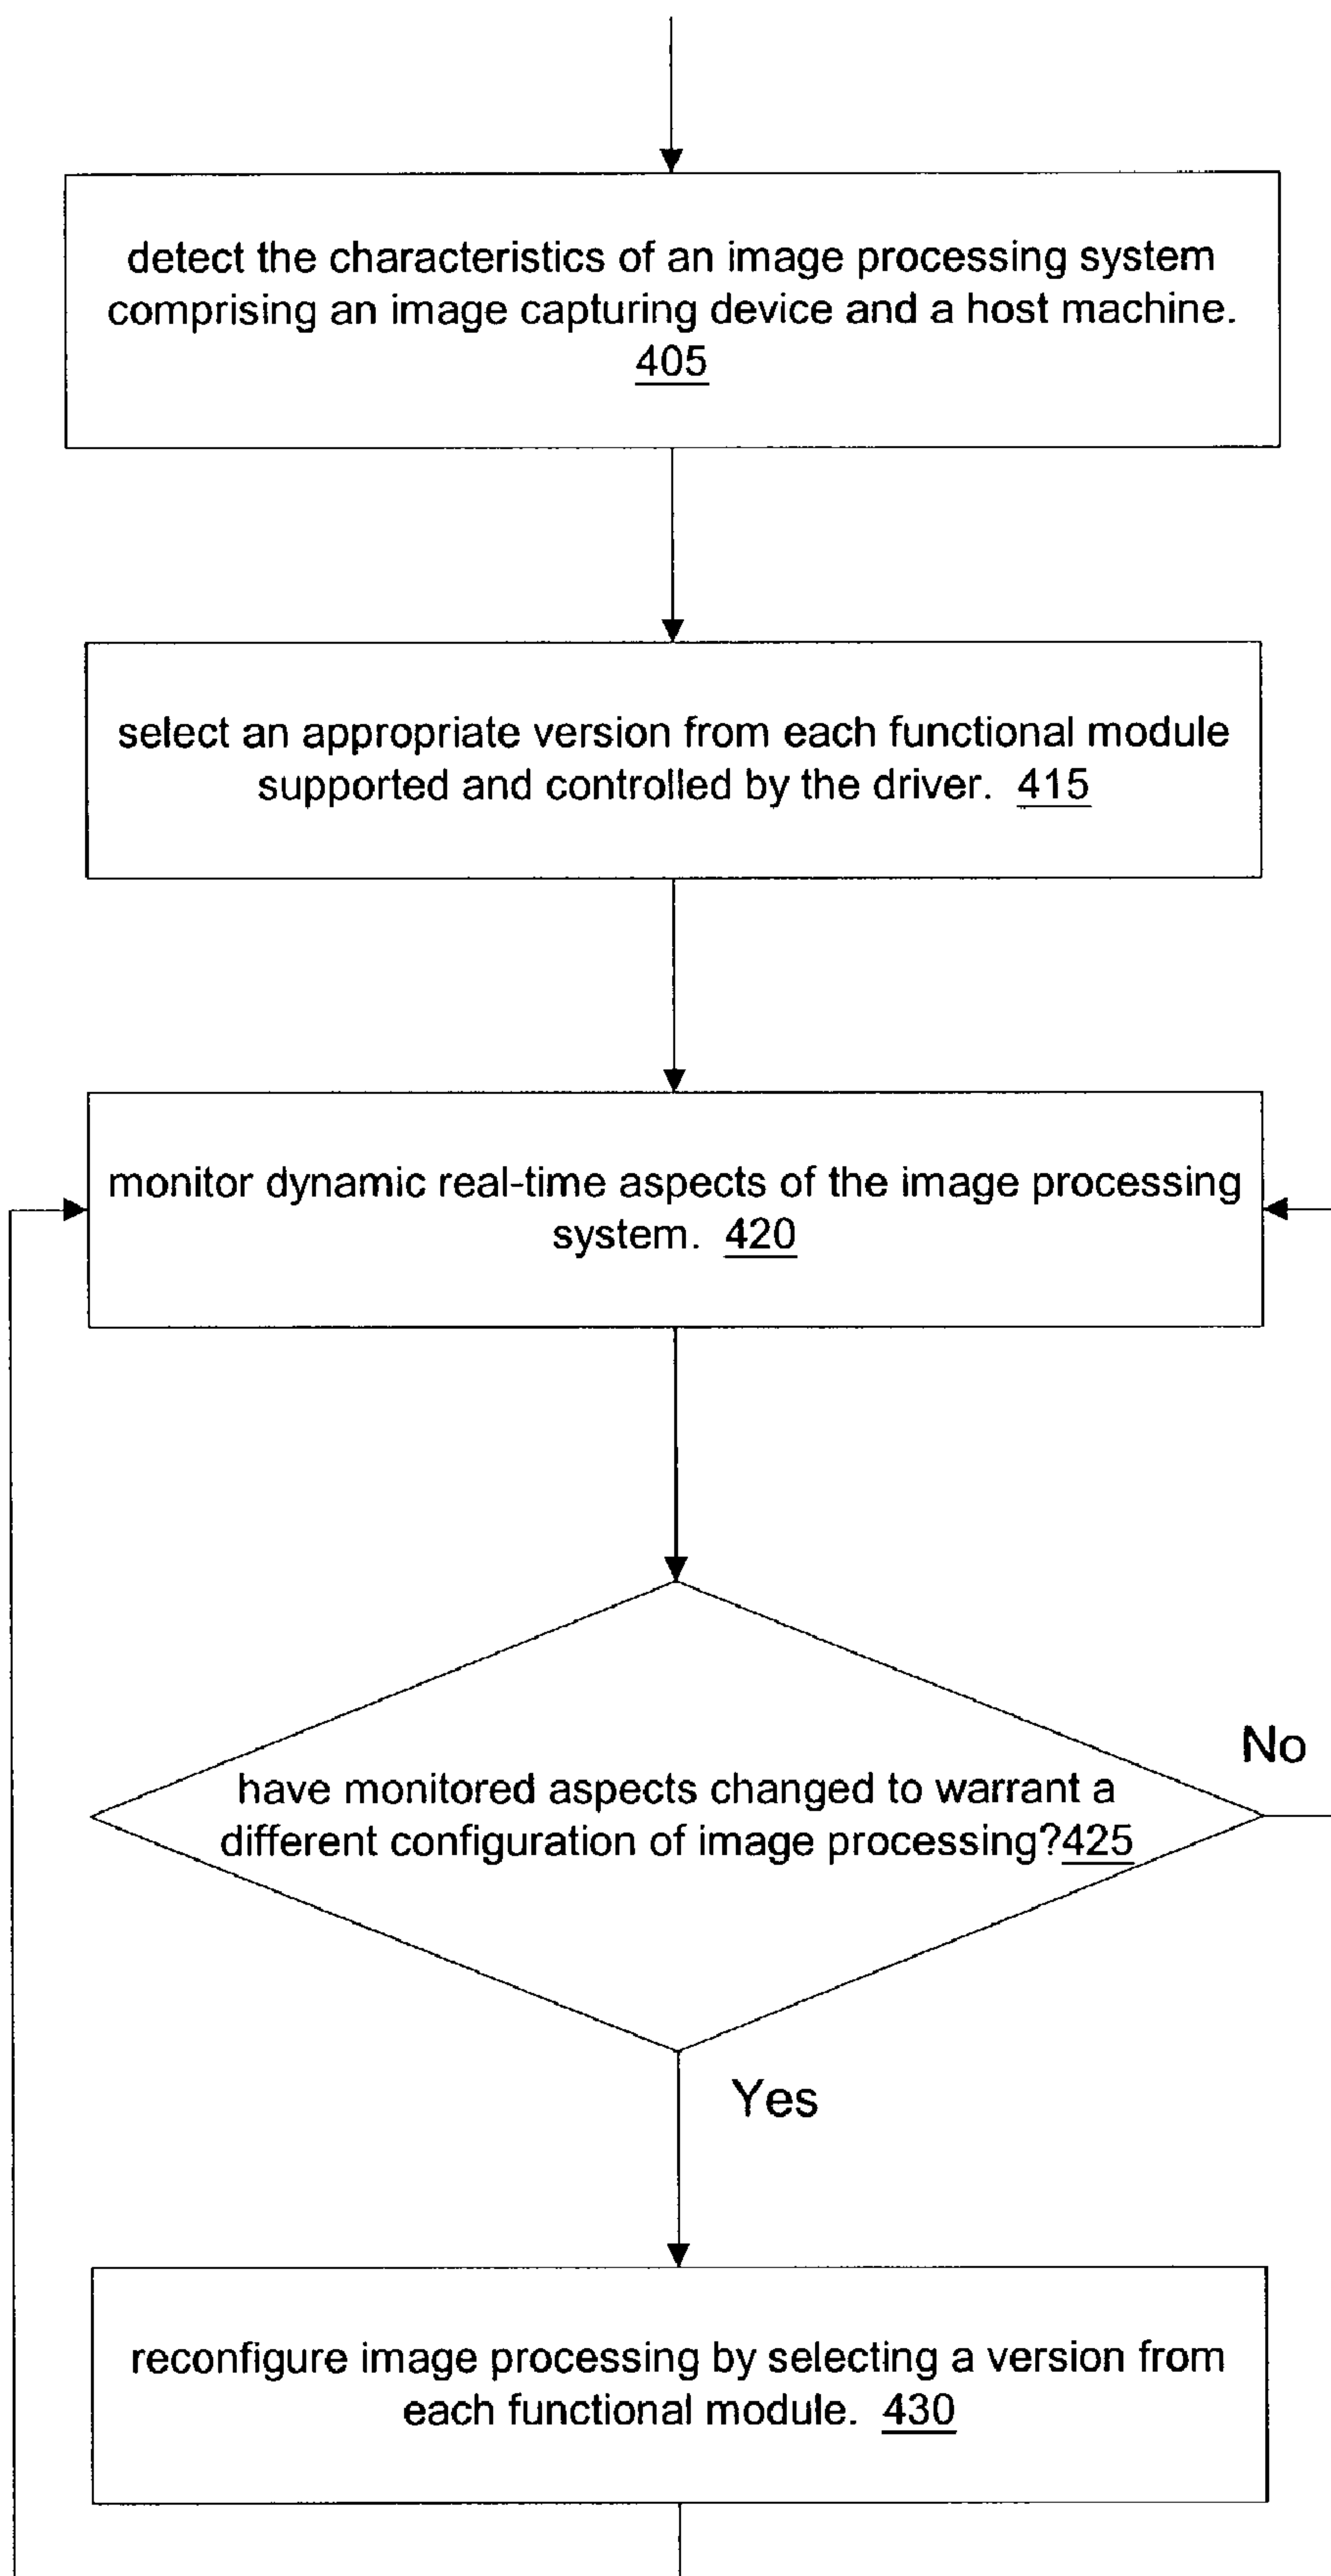 detect the characteristics of an image processing system
comprising an image capturing device and a host machine.
405
select an appropriate version from each functional module
supported and controlled by the driver. 415
monitor dynamic real-time aspects of the image processing
system. 420
No
have monitored aspects changed to warrant a
different configuration of image processing?425
Yes
reconfigure image processing by selecting a version from
each functional module. 430